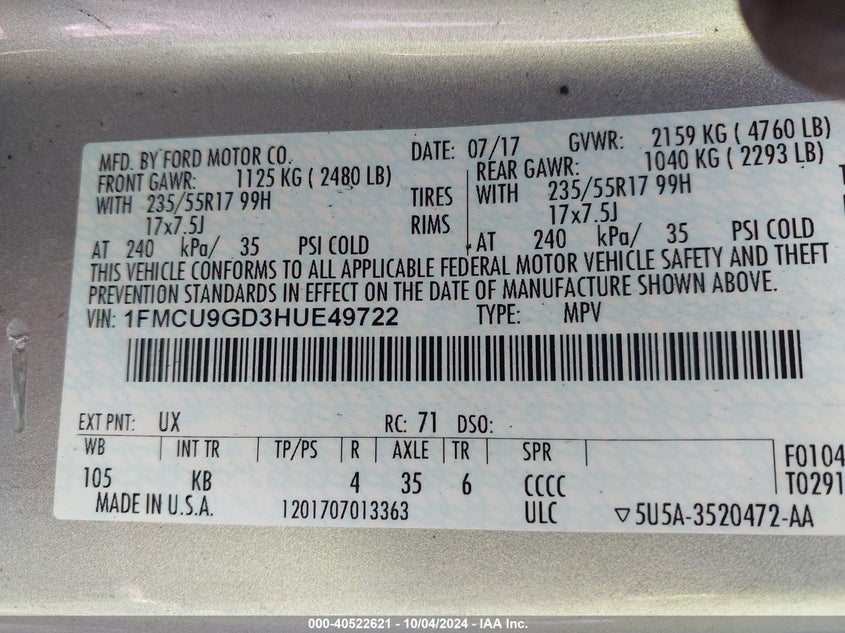 MFD. BY FORD MOTOR CO. DATE: 07/17 GVWR: 2159 KG ( 4760 LB)
FRONT GAWR: 1125 KG ( 2480 LB) REAR GAWR: 1040 KG ( 2293 LB)
WITH 235/55R17 99H TIRES WITH 235/55R17 99H
17x7.5J RIMS 17x7.5J
AT 240 kPa/ 35 PSI COLD AT 240 kPa/ 35 PSI COLD
THIS VEHICLE CONFORMS TO ALL APPLICABLE FEDERAL MOTOR VEHICLE SAFETY AND THEFT
PREVENTION STANDARDS IN EFFECT ON THE DATE OF MANUFACTURE SHOWN ABOVE.
VIN: 1FMCU9GD3HUE49722 TYPE: MPV
EXT PNT: UX RC: 71 DSO:
WB INT TR TP/PS R AXLE TR SPR
F0104
105 KB 4 35 6 CCCC
T0291
MADE IN U.S.A. 1201707013363 ULC ▽5U5A-3520472-AA
000-40522621 - 10/04/2024 - IAA Inc.